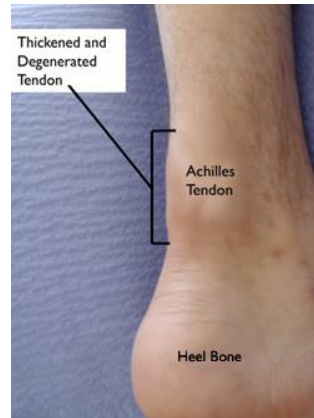 Thickened and
Degenerated
Tendon
Achilles
Tendon
Heel Bone